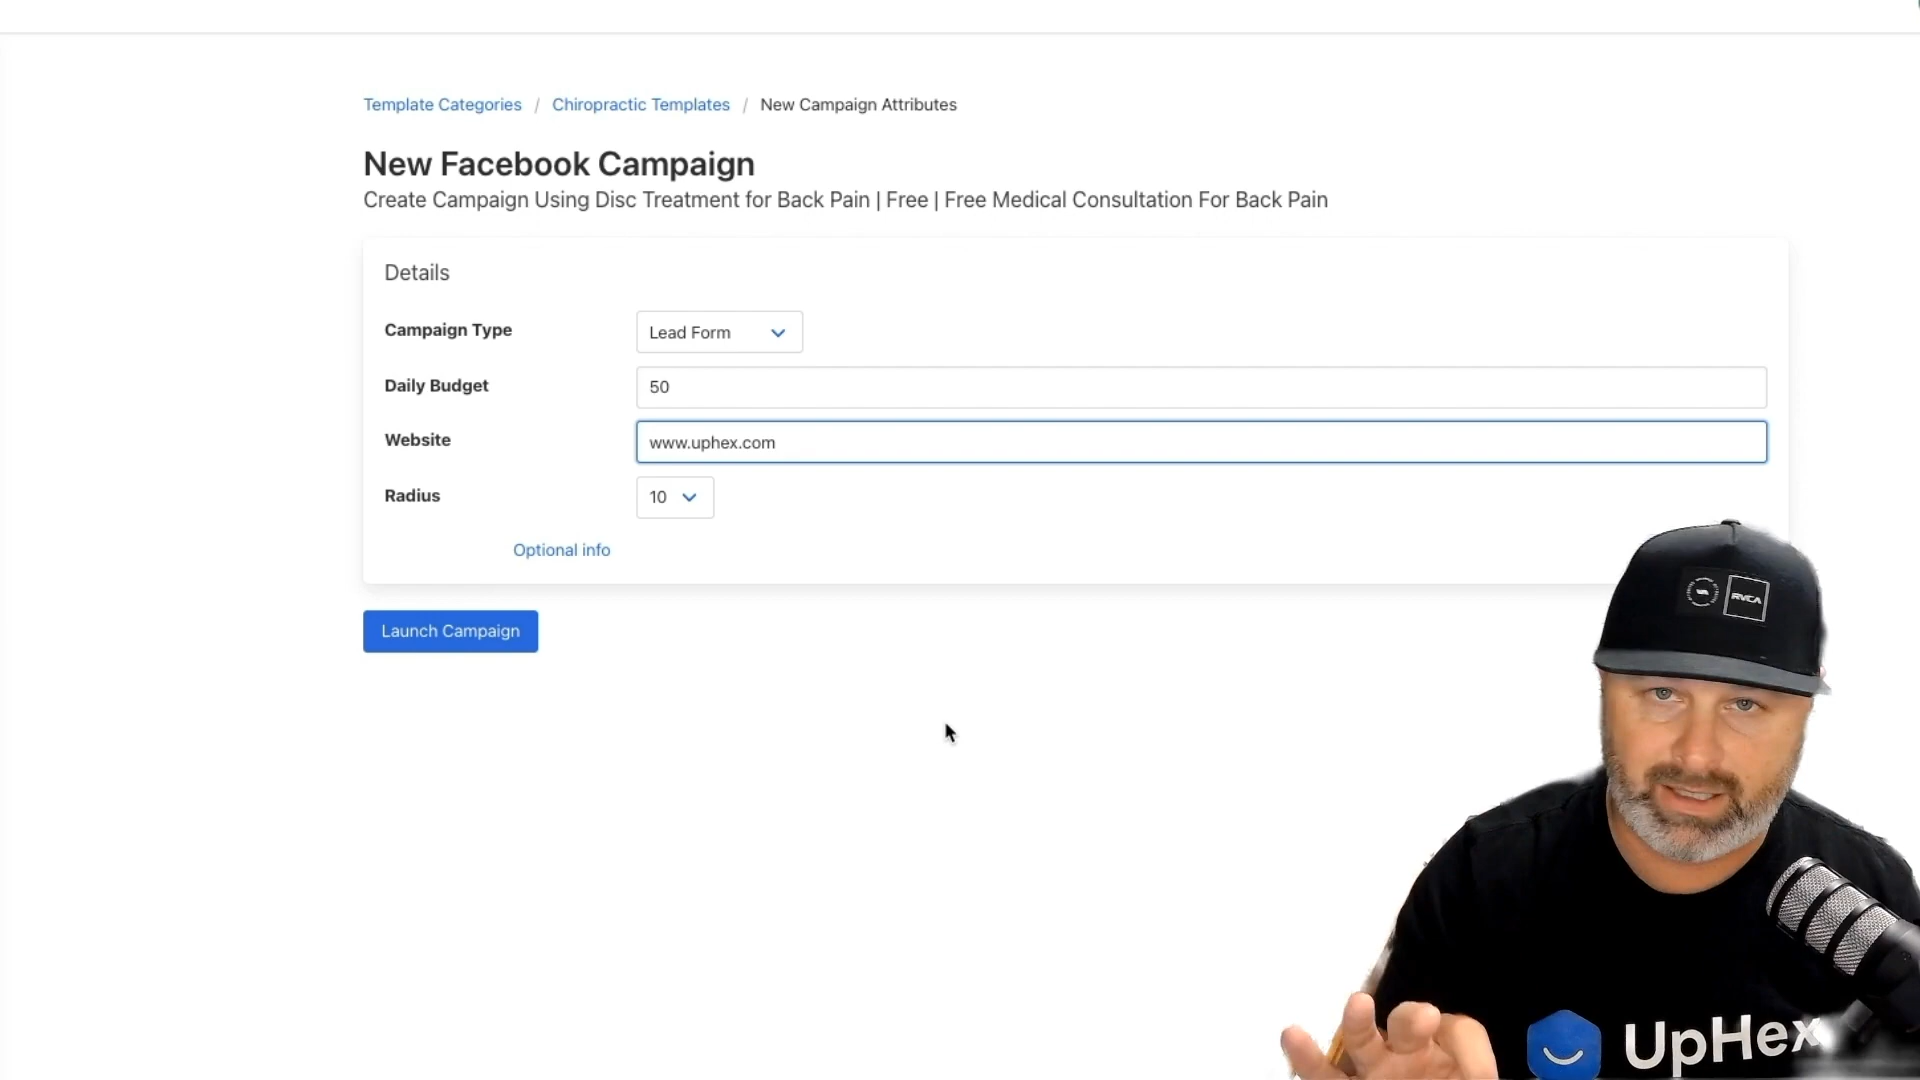 Template Categories / Chiropractic Templates / New Campaign Attributes
New Facebook Campaign
Create Campaign Using Disc Treatment for Back Pain | Free | Free Medical Consultation For Back Pain
Details
Campaign Type
Lead Form
Daily Budget
50
Website
www.uphex.com
Radius
10
Optional info
Launch Campaign
RVCA
UpHex